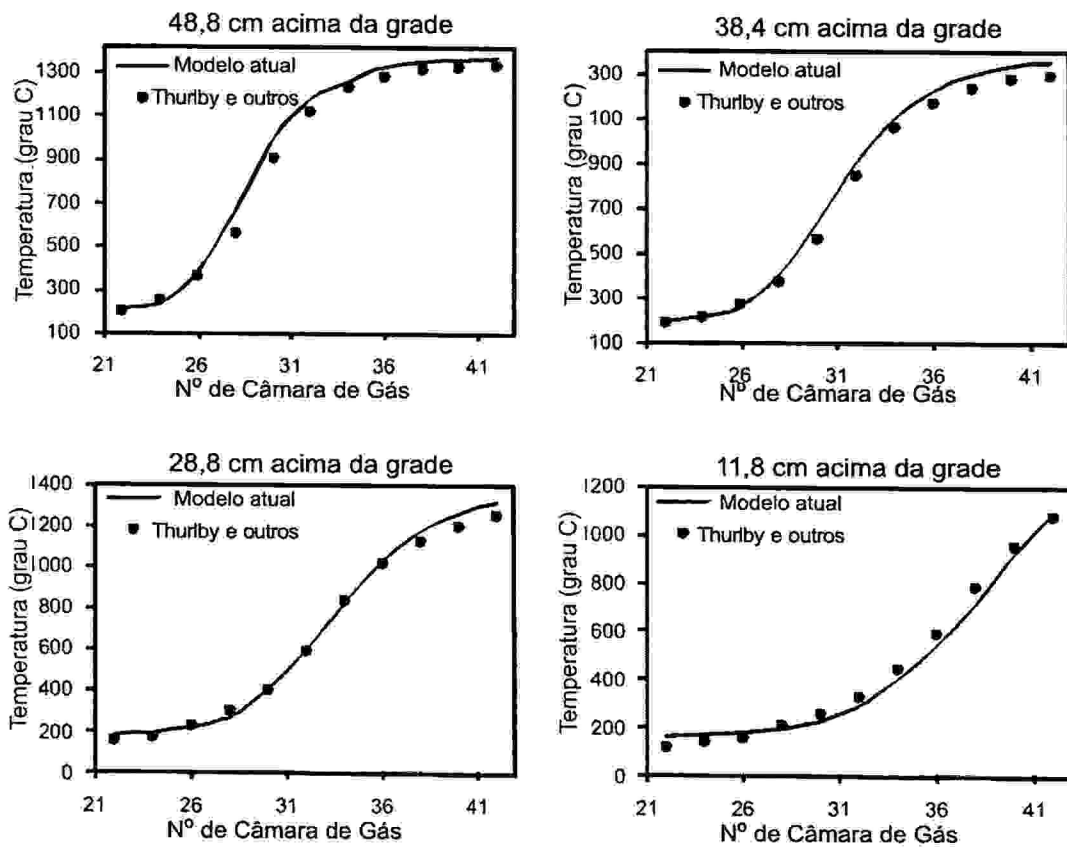 48,8 cm acima da grade
1300
1100
900
700
500
300
100
Temperatura (grau C)
Modelo atual
Thurlby e outros
21 26 31 36 41
Nº de Câmara de Gás
38,4 cm acima da grade
300
100
900
700
500
300
100
Temperatura (grau C)
Modelo atual
Thurlby e outros
21 26 31 36 41
Nº de Câmara de Gás
28,8 cm acima da grade
1400
1200
1000
800
600
400
200
0
Temperatura (grau C)
Modelo atual
Thurlby e outros
21 26 31 36 41
Nº de Câmara de Gás
11,8 cm acima da grade
1200
1000
800
600
400
200
0
Temperatura (grau C)
Modelo atual
Thurlby e outros
21 26 31 36 41
Nº de Câmara de Gás